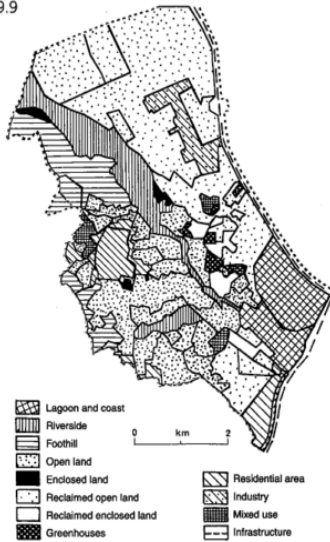 9.9
Lagoon and coast
Riverside
Foothill
Open land
Enclosed land
Reclaimed open land
Reclaimed enclosed land
Greenhouses
0 km 2
Residential area
Industry
Mixed use
Infrastructure